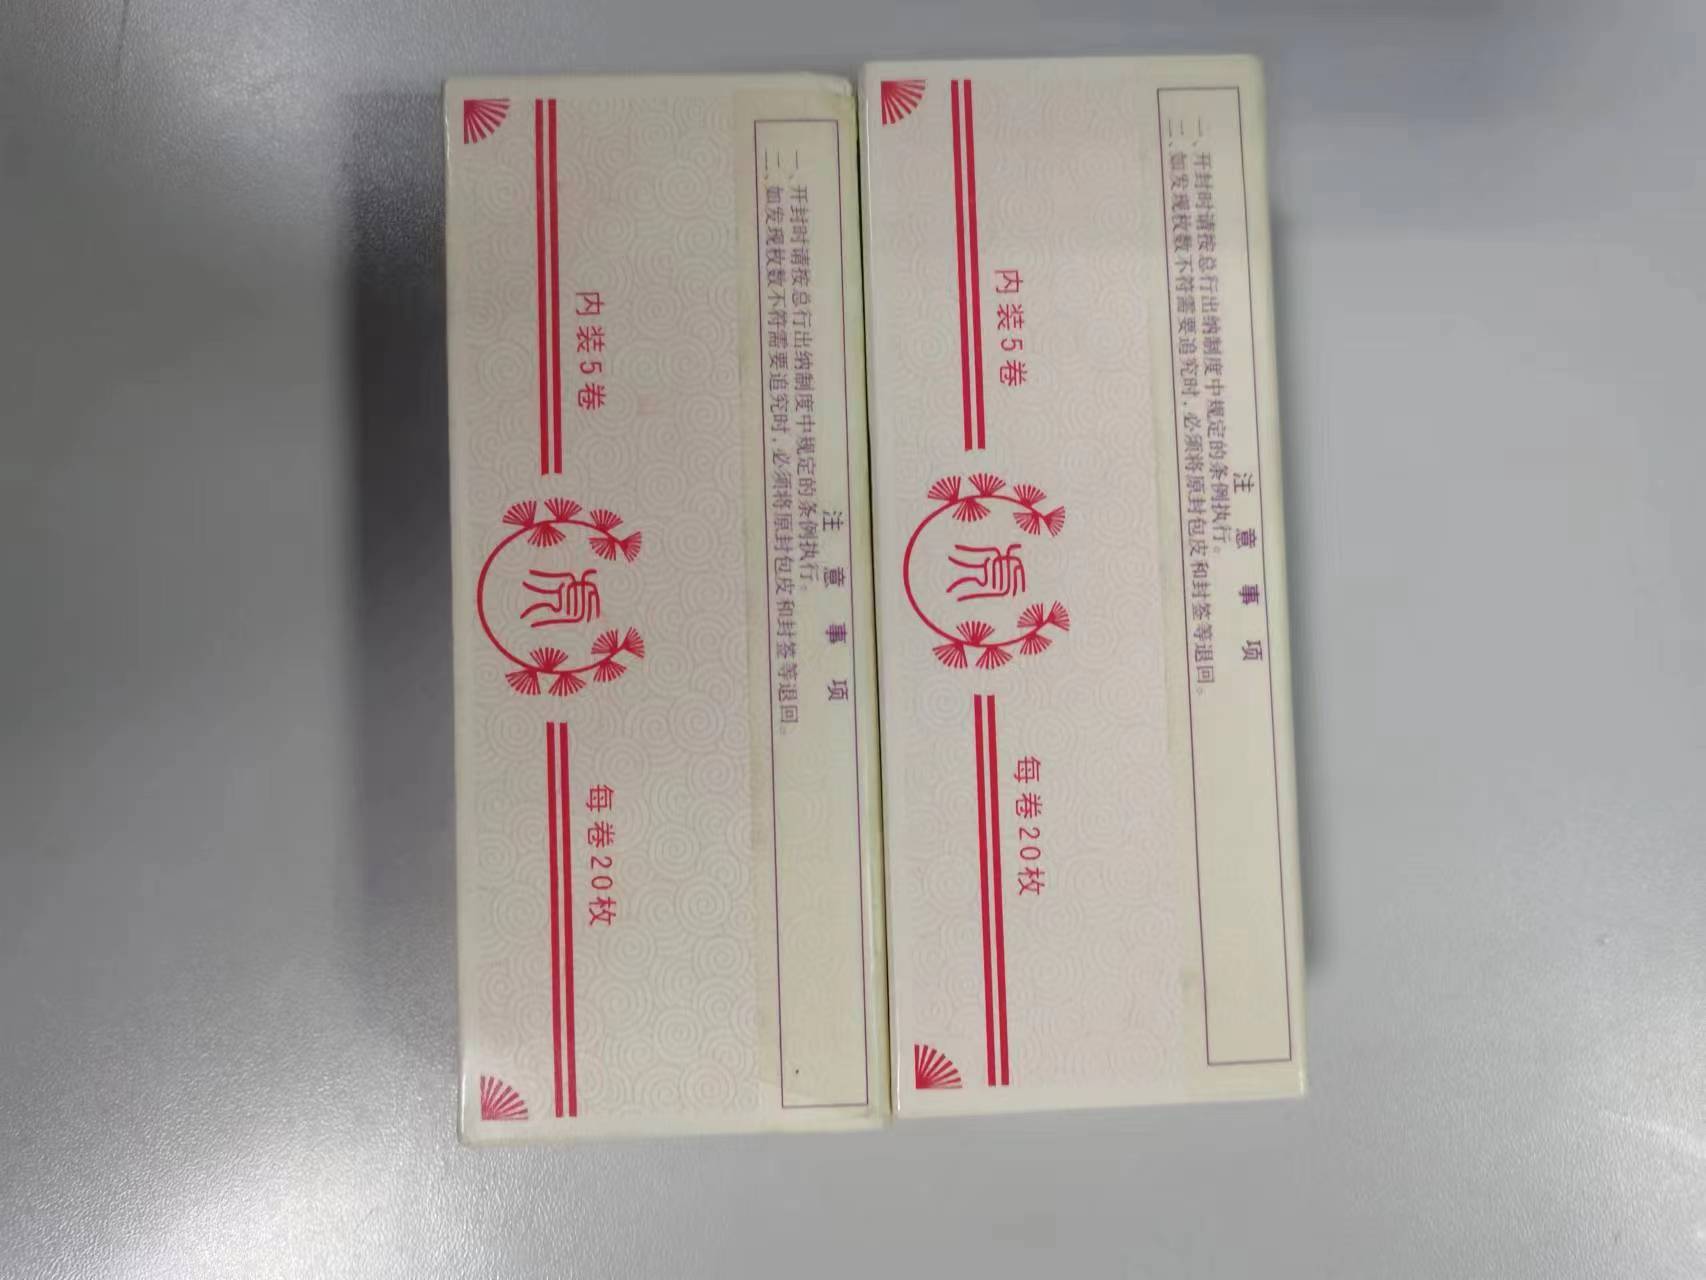 注 意 事 项
一、开封时请按总行出纳制度中规定的条例执行。
二、如发现枚数不符需要追究时，必须将原封包皮和封签等退回。
内装5卷
虎
每卷20枚
注 意 事 项
一、开封时请按总行出纳制度中规定的条例执行。
二、如发现枚数不符需要追究时，必须将原封包皮和封签等退回。
内装5卷
虎
每卷20枚